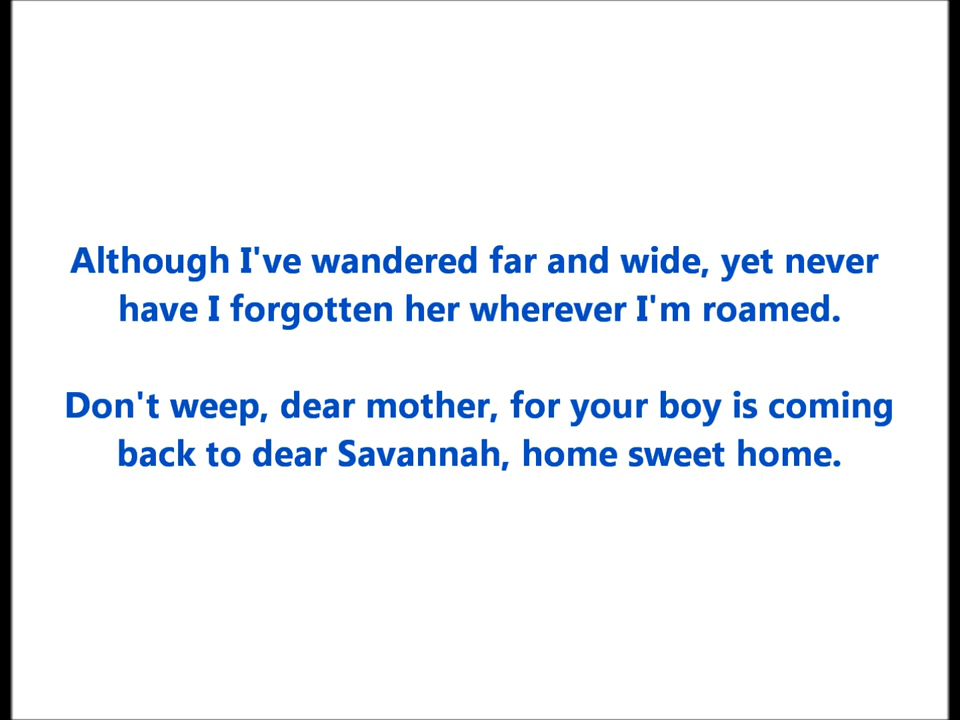 Although I've wandered far and wide, yet never
have I forgotten her wherever I'm roamed.
Don't weep, dear mother, for your boy is coming
back to dear Savannah, home sweet home.